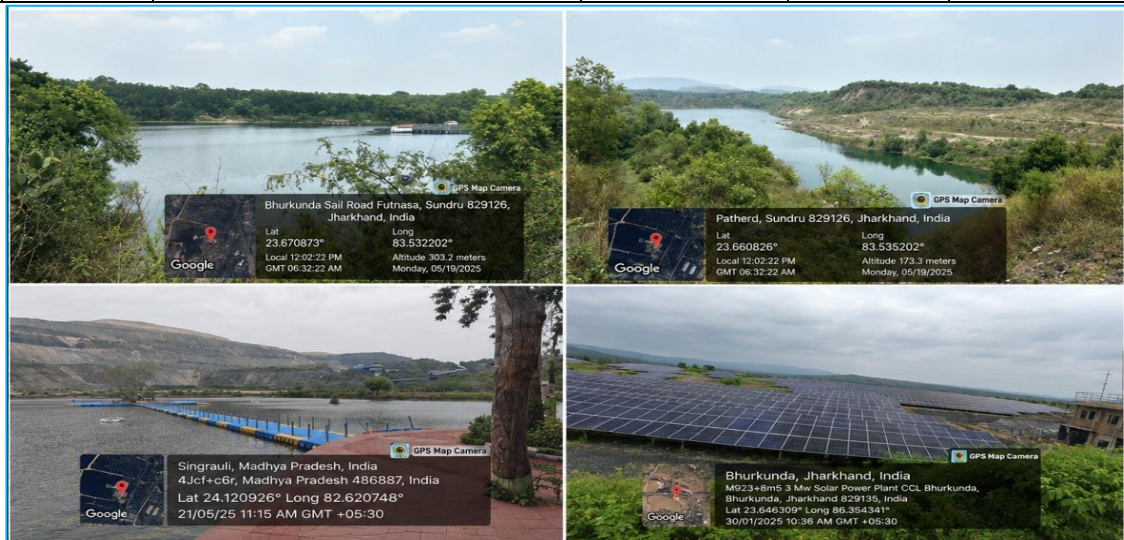 GPS Map Camera
Bhurkunda Sail Road Futnasa, Sundru 829126,
Jharkhand, India
Lat
Long
23.670873°
83.532202°
Local 12:02:22 PM
Altitude 303.2 meters
GMT 06:32:22 AM
Monday, 05/19/2025
Google
GPS Map Camera
Patherd, Sundru 829126, Jharkhand, India
Lat
Long
23.660826°
83.535202°
Local 12:02:22 PM
Altitude 173.3 meters
GMT 06:32:22 AM
Monday, 05/19/2025
Google
GPS Map Camera
Singrauli, Madhya Pradesh, India
4Jcf+c6r, Madhya Pradesh 486887, India
Lat 24.120926° Long 82.620748°
21/05/25 11:15 AM GMT +05:30
Google
GPS Map Camera
Bhurkunda, Jharkhand, India
M923+8m5 3 Mw Solar Power Plant CCL Bhurkunda,
Bhurkunda, Jharkhand 829135, India
Lat 23.646309° Long 86.354341°
30/01/2025 10:36 AM GMT +05:30
Google